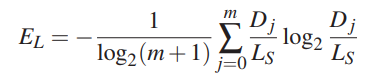 E_L = -\frac{1}{\log_2(m+1)} \sum_{j=0}^{m} \frac{D_j}{L_S} \log_2 \frac{D_j}{L_S}